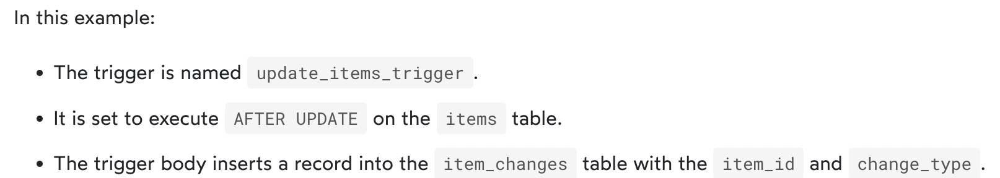 In this example:
• The trigger is named update_items_trigger .
• It is set to execute AFTER UPDATE on the items table.
• The trigger body inserts a record into the item_changes table with the item_id and change_type .